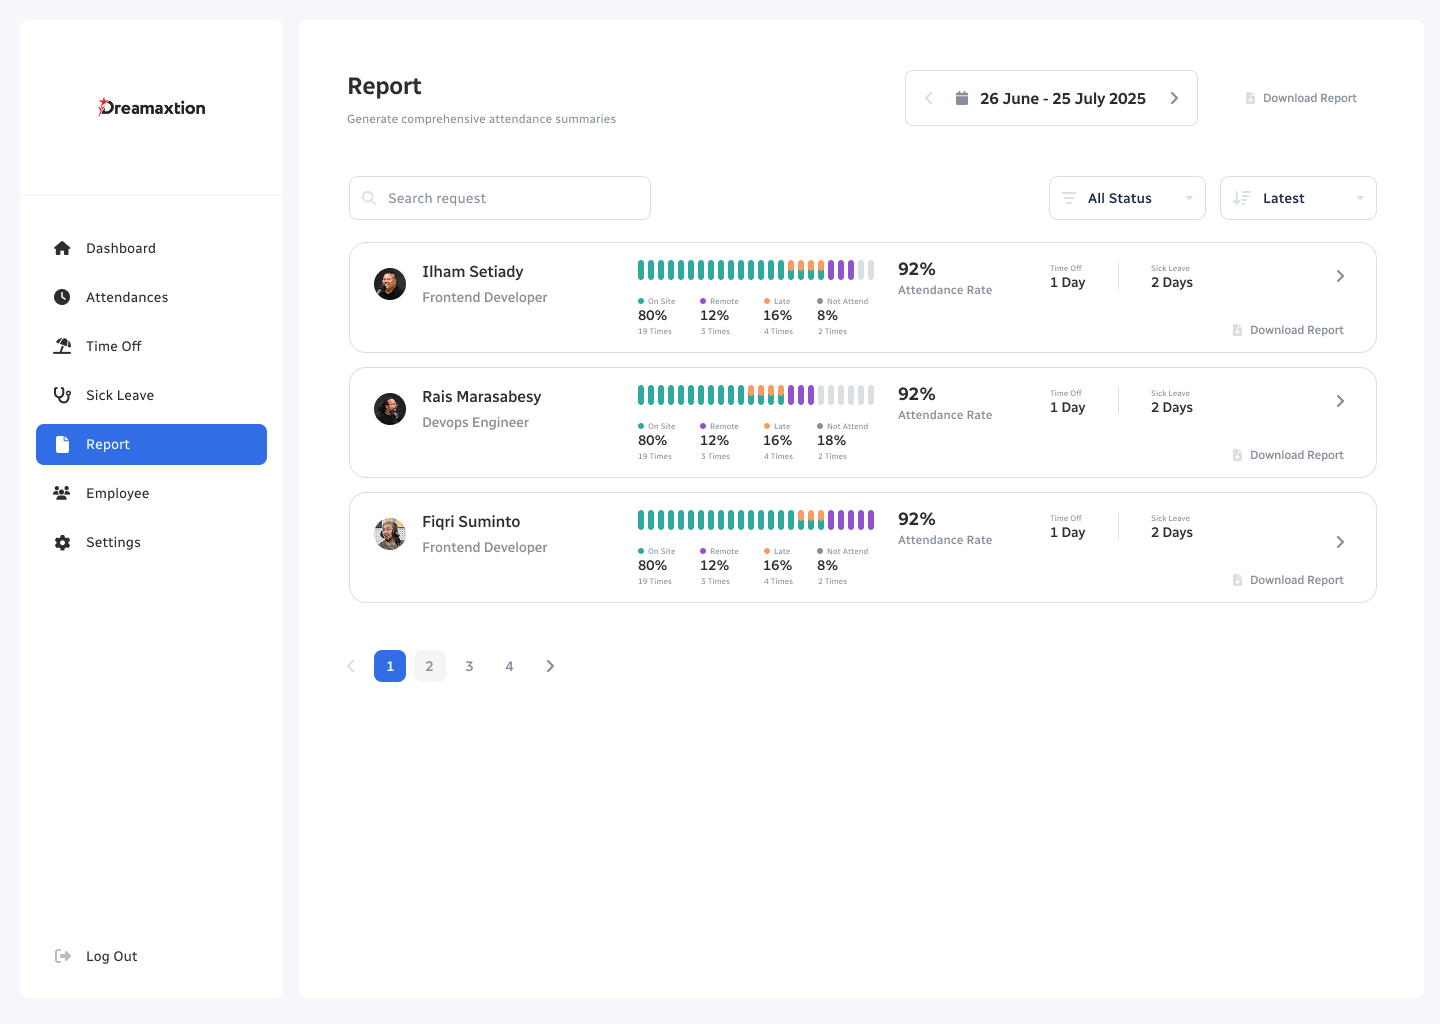 Dreamaxtion
Dashboard
Attendances
Time Off
Sick Leave
Report
Employee
Settings
Log Out
Report
Generate comprehensive attendance summaries
26 June - 25 July 2025
Download Report
Search request
All Status
Latest
Ilham Setiady
Frontend Developer
On Site Remote Late Not Attend
80% 12% 16% 8%
19 Times 3 Times 4 Times 2 Times
92%
Attendance Rate
Time Off
1 Day
Sick Leave
2 Days
Download Report
Rais Marasabesy
Devops Engineer
On Site Remote Late Not Attend
80% 12% 16% 18%
19 Times 3 Times 4 Times 2 Times
92%
Attendance Rate
Time Off
1 Day
Sick Leave
2 Days
Download Report
Fiqri Suminto
Frontend Developer
On Site Remote Late Not Attend
80% 12% 16% 8%
19 Times 3 Times 4 Times 2 Times
92%
Attendance Rate
Time Off
1 Day
Sick Leave
2 Days
Download Report
1 2 3 4